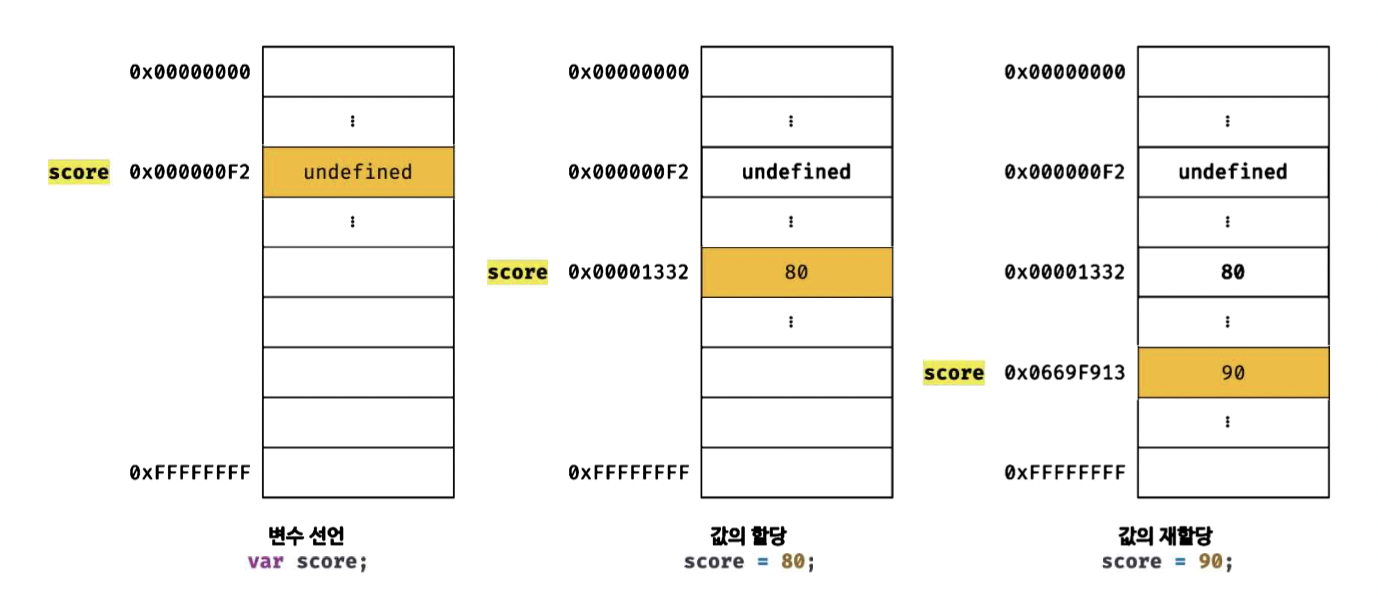 0x00000000
⋮
score 0x000000F2 undefined
⋮
0xFFFFFFFF
변수 선언
var score;
0x00000000
⋮
0x000000F2 undefined
⋮
score 0x00001332 80
⋮
0xFFFFFFFF
값의 할당
score = 80;
0x00000000
⋮
0x000000F2 undefined
⋮
0x00001332 80
⋮
score 0x0669F913 90
⋮
0xFFFFFFFF
값의 재할당
score = 90;